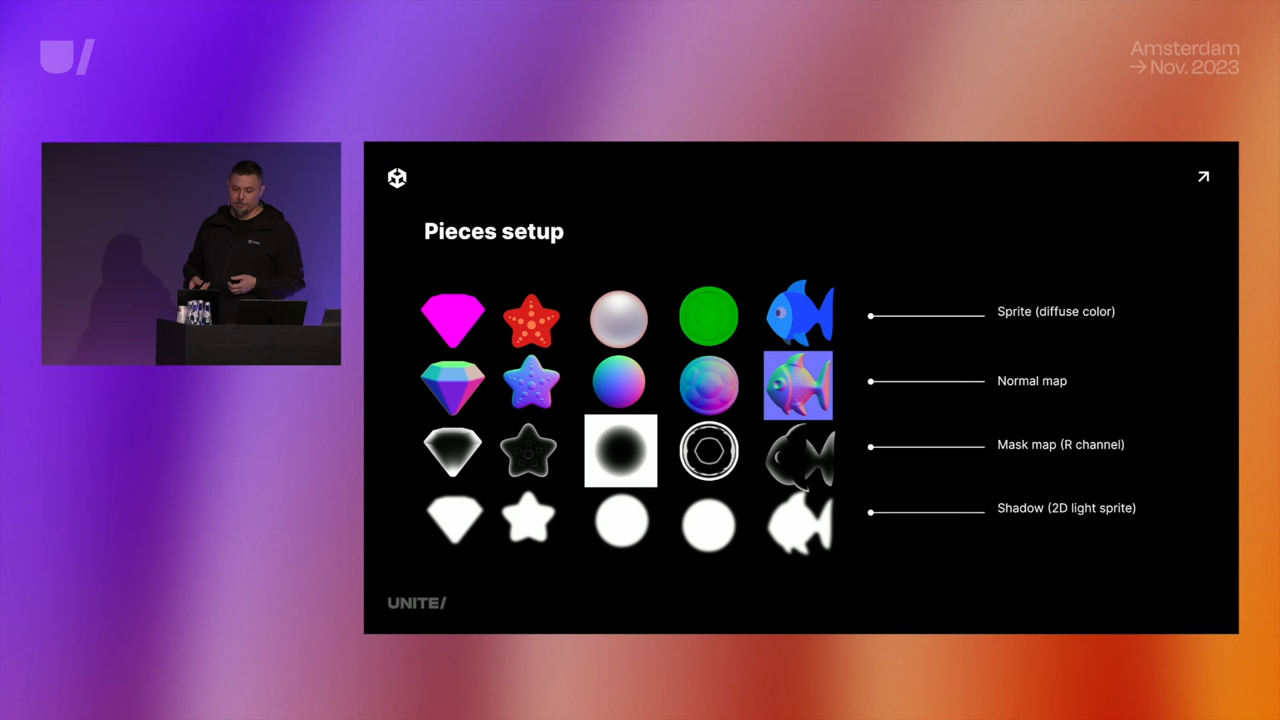 Amsterdam
→ Nov. 2023
Pieces setup
Sprite (diffuse color)
Normal map
Mask map (R channel)
Shadow (2D light sprite)
UNITE/